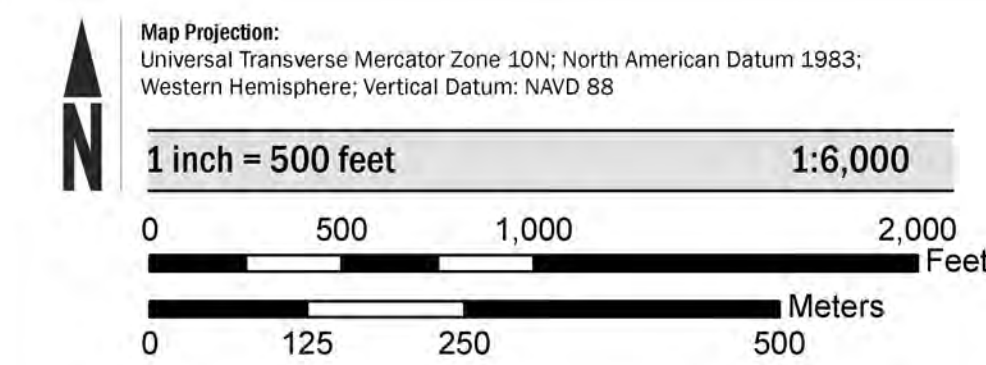 Map Projection:
Universal Transverse Mercator Zone 10N; North American Datum 1983;
Western Hemisphere; Vertical Datum: NAVD 88
N
1 inch = 500 feet 1:6,000
0 500 1,000 2,000
Feet
Meters
0 125 250 500